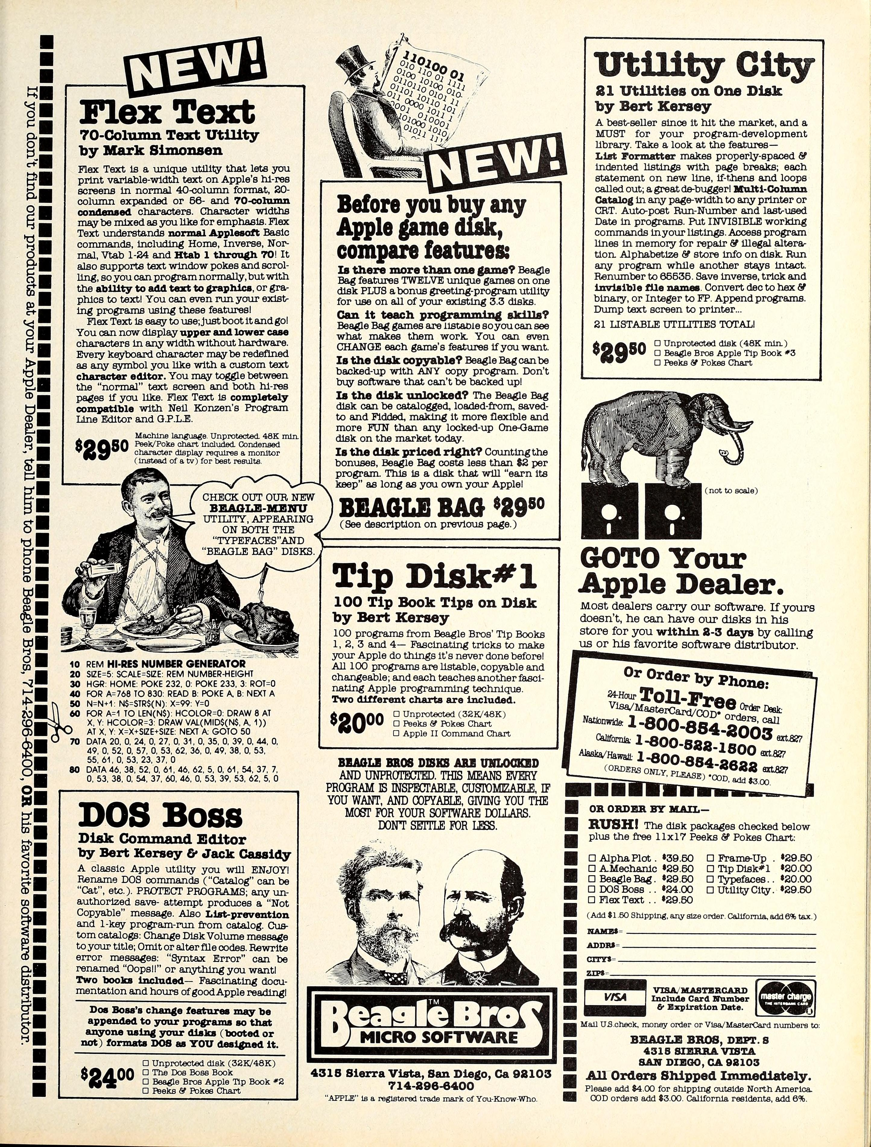 If you don't find our products at your Apple Dealer, tell him to phone Beagle Bros, 714-296-6400, OR his favorite software distributor.
NEW!
Flex Text
70-Column Text Utility
by Mark Simonsen
Flex Text is a unique utility that lets you
print variable-width text on Apple's hi-res
screens in normal 40-column format, 20-
column expanded or 56- and 70-column
condensed characters. Character widths
may be mixed as you like for emphasis. Flex
Text understands normal Applesoft Basic
commands, including Home, Inverse, Nor-
mal, Vtab 1-24 and Htab 1 through 70! It
also supports text window pokes and scrol-
ling, so you can program normally, but with
the ability to add text to graphics, or gra-
phics to text! You can even run your exist-
ing programs using these features!
Flex Text is easy to use; just boot it and go!
You can now display upper and lower case
characters in any width without hardware.
Every keyboard character may be redefined
as any symbol you like with a custom text
character editor. You may toggle between
the "normal" text screen and both hi-res
pages if you like. Flex Text is completely
compatible with Neil Konzen's Program
Line Editor and G.P.L.E.
$2950
Machine language. Unprotected. 48K min.
Peek/Poke chart included. Condensed
character display requires a monitor
(instead of a tv) for best results.
CHECK OUT OUR NEW
BEAGLE-MENU
UTILITY, APPEARING
ON BOTH THE
"TYPEFACES" AND
"BEAGLE BAG" DISKS.
10 REM HI-RES NUMBER GENERATOR
20 SIZE=5: SCALE=SIZE: REM NUMBER-HEIGHT
30 HGR: HOME: POKE 232, 0: POKE 233, 3: ROT=0
40 FOR A=768 TO 830: READ B: POKE A, B: NEXT A
50 N=N+1: N$=STR$(N): X=99: Y=0
60 FOR A=1 TO LEN(N$): HCOLOR=0: DRAW 8 AT
X, Y: HCOLOR=3: DRAW VAL(MID$(N$, A, 1))
AT X, Y: X=X+SIZE+SIZE: NEXT A: GOTO 50
70 DATA 20, 0, 24, 0, 27, 0, 31, 0, 35, 0, 39, 0, 44, 0,
49, 0, 52, 0, 57, 0, 53, 62, 36, 0, 49, 38, 0, 53,
55, 61, 0, 53, 23, 37, 0
80 DATA 46, 38, 52, 0, 61, 46, 62, 5, 0, 61, 54, 37, 7,
0, 53, 38, 0, 54, 37, 60, 46, 0, 53, 39, 53, 62, 5, 0
DOS Boss
Disk Command Editor
by Bert Kersey & Jack Cassidy
A classic Apple utility you will ENJOY!
Rename DOS commands ("Catalog" can be
"Cat", etc.). PROTECT PROGRAMS; any un-
authorized save- attempt produces a "Not
Copyable" message. Also List-prevention
and 1-key program-run from catalog. Cus-
tom catalogs: Change Disk Volume message
to your title; Omit or alter file codes. Rewrite
error messages: "Syntax Error" can be
renamed "Oops!!" or anything you want!
Two books included— Fascinating docu-
mentation and hours of good Apple reading!
Dos Boss's change features may be
appended to your programs so that
anyone using your disks (booted or
not) formats DOS as YOU designed it.
$2400
☐ Unprotected disk (32K/48K)
☐ The Dos Boss Book
☐ Beagle Bros Apple Tip Book #2
☐ Peeks & Pokes Chart
110100 01
NEW!
Before you buy any
Apple game disk,
compare features:
Is there more than one game? Beagle
Bag features TWELVE unique games on one
disk PLUS a bonus greeting-program utility
for use on all of your existing 3.3 disks.
Can it teach programming skills?
Beagle Bag games are listable so you can see
what makes them work. You can even
CHANGE each game's features if you want.
Is the disk copyable? Beagle Bag can be
backed-up with ANY copy program. Don't
buy software that can't be backed up!
Is the disk unlocked? The Beagle Bag
disk can be catalogged, loaded-from, saved-
to and Fidded, making it more flexible and
more FUN than any locked-up One-Game
disk on the market today.
Is the disk priced right? Counting the
bonuses, Beagle Bag costs less than $2 per
program. This is a disk that will "earn its
keep" as long as you own your Apple!
BEAGLE BAG $2950
(See description on previous page.)
Tip Disk#1
100 Tip Book Tips on Disk
by Bert Kersey
100 programs from Beagle Bros' Tip Books
1, 2, 3 and 4— Fascinating tricks to make
your Apple do things it's never done before!
All 100 programs are listable, copyable and
changeable; and each teaches another fasci-
nating Apple programming technique.
Two different charts are included.
$2000
☐ Unprotected (32K/48K)
☐ Peeks & Pokes Chart
☐ Apple II Command Chart
BEAGLE BROS DISKS ARE UNLOCKED
AND UNPROTECTED. THIS MEANS EVERY
PROGRAM IS INSPECTABLE, CUSTOMIZABLE, IF
YOU WANT, AND COPYABLE, GIVING YOU THE
MOST FOR YOUR SOFTWARE DOLLARS.
DON'T SETTLE FOR LESS.
Beagle Bros™
MICRO SOFTWARE
4315 Sierra Vista, San Diego, Ca 92103
714-296-6400
"APPLE" is a registered trade mark of You-Know-Who.
Utility City
21 Utilities on One Disk
by Bert Kersey
A best-seller since it hit the market, and a
MUST for your program-development
library. Take a look at the features—
List Formatter makes properly-spaced &
indented listings with page breaks; each
statement on new line, if-thens and loops
called out; a great de-bugger! Multi-Column
Catalog in any page-width to any printer or
CRT. Auto-post Run-Number and last-used
Date in programs. Put INVISIBLE working
commands in your listings. Access program
lines in memory for repair & illegal altera-
tion. Alphabetize & store info on disk. Run
any program while another stays intact.
Renumber to 65535. Save inverse, trick and
invisible file names. Convert dec to hex &
binary, or Integer to FP. Append programs.
Dump text screen to printer...
21 LISTABLE UTILITIES TOTAL!
$2950
☐ Unprotected disk (48K min.)
☐ Beagle Bros Apple Tip Book #3
☐ Peeks & Pokes Chart
(not to scale)
GOTO Your
Apple Dealer.
Most dealers carry our software. If yours
doesn't, he can have our disks in his
store for you within 2-3 days by calling
us or his favorite software distributor.
Or Order by Phone:
24-Hour Toll-Free Order Desk
Visa/MasterCard/COD* orders, call
Nationwide: 1-800-854-2003 ext.827
California: 1-800-522-1500 ext.827
Alaska/Hawaii: 1-800-854-2622 ext.827
(ORDERS ONLY, PLEASE) *COD, add $3.00.
OR ORDER BY MAIL—
RUSH! The disk packages checked below
plus the free 11x17 Peeks & Pokes Chart:
☐ Alpha Plot . $39.50 ☐ Frame-Up . $29.50
☐ A.Mechanic $29.50 ☐ Tip Disk#1 $20.00
☐ Beagle Bag . $29.50 ☐ Typefaces . . $20.00
☐ DOS Boss . . $24.00 ☐ Utility City . $29.50
☐ Flex Text . . $29.50
(Add $1.50 Shipping, any size order. California, add 6% tax.)
NAME$=
ADDR$=
CITY$=
ZIP$=
VISA
VISA/MASTERCARD
Include Card Number
& Expiration Date.
master charge
THE INTERBANK CARD
Mail U.S.check, money order or Visa/MasterCard numbers to:
BEAGLE BROS, DEPT. S
4315 SIERRA VISTA
SAN DIEGO, CA 92103
All Orders Shipped Immediately.
Please add $4.00 for shipping outside North America.
COD orders add $3.00. California residents, add 6%.